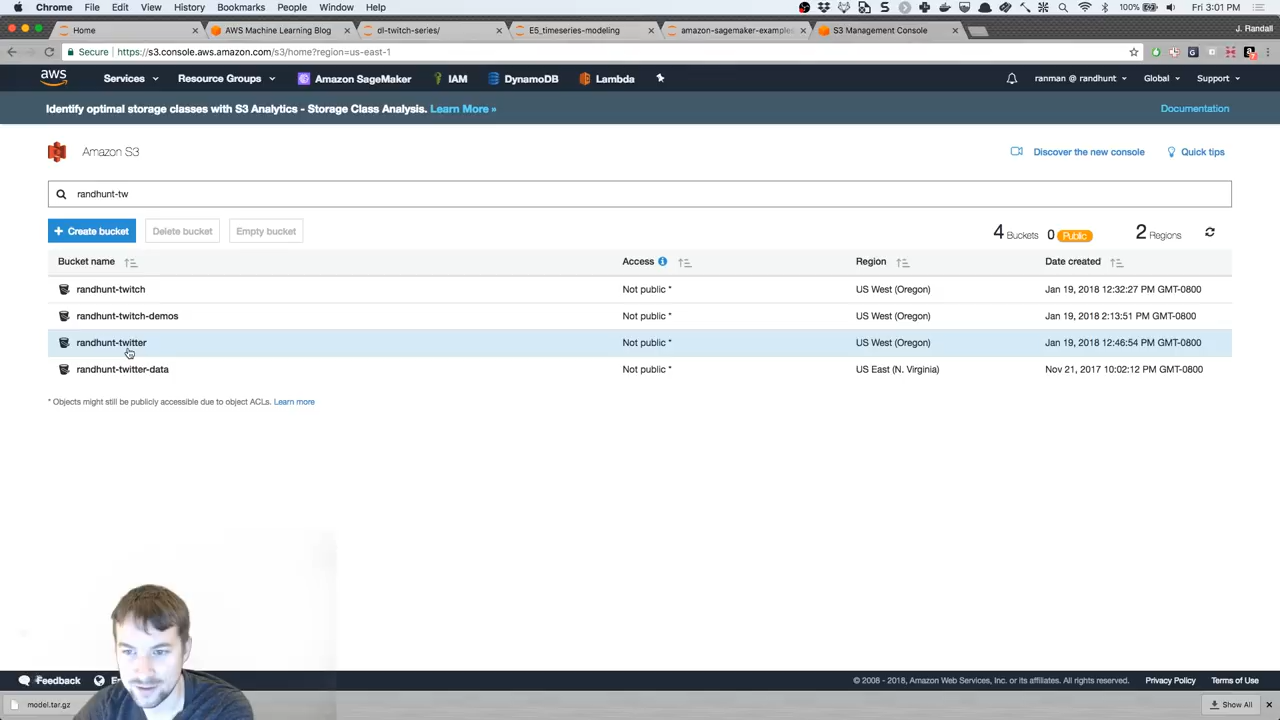 Chrome File Edit View History Bookmarks People Window Help 100% Fri 3:01 PM
Home AWS Machine Learning Blog dl-twitch-series/ E5_timeseries-modeling amazon-sagemaker-examples S3 Management Console J. Randall
Secure https://s3.console.aws.amazon.com/s3/home?region=us-east-1
aws Services Resource Groups Amazon SageMaker IAM DynamoDB Lambda ranman @ randhunt Global Support
Identify optimal storage classes with S3 Analytics - Storage Class Analysis. Learn More » Documentation
Amazon S3 Discover the new console Quick tips
randhunt-tw
+ Create bucket Delete bucket Empty bucket 4 Buckets 0 Public 2 Regions
Bucket name Access Region Date created
randhunt-twitch Not public * US West (Oregon) Jan 19, 2018 12:32:27 PM GMT-0800
randhunt-twitch-demos Not public * US West (Oregon) Jan 19, 2018 2:13:51 PM GMT-0800
randhunt-twitter Not public * US West (Oregon) Jan 19, 2018 12:46:54 PM GMT-0800
randhunt-twitter-data Not public * US East (N. Virginia) Nov 21, 2017 10:02:12 PM GMT-0800
* Objects might still be publicly accessible due to object ACLs. Learn more
Feedback © 2008 - 2018, Amazon Web Services, Inc. or its affiliates. All rights reserved. Privacy Policy Terms of Use
model.tar.gz Show All